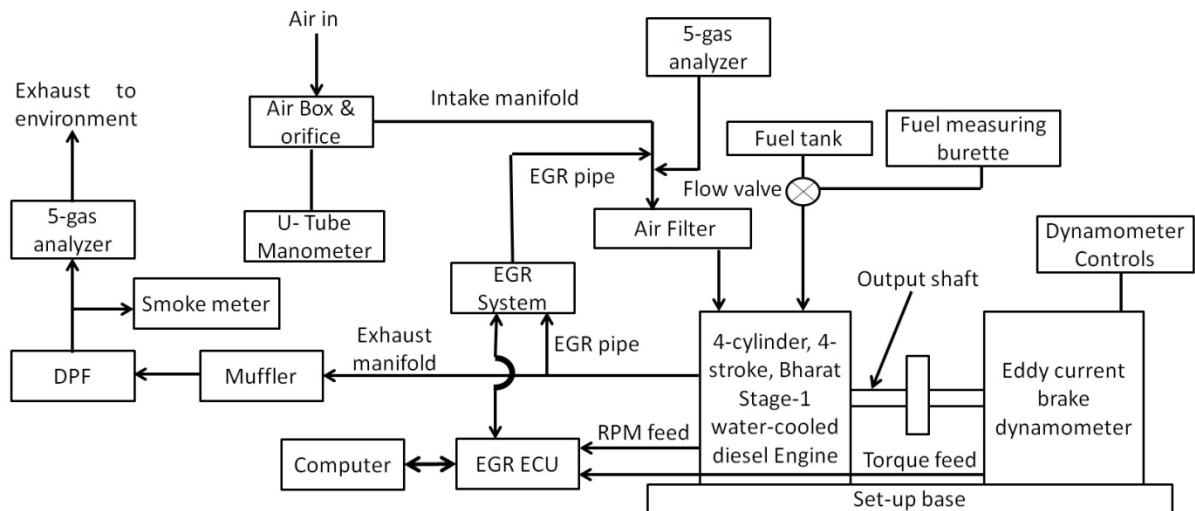 Air in
5-gas
analyzer
Exhaust to
environment
Air Box &
orifice
Intake manifold
Fuel tank
Fuel measuring
burette
EGR pipe
Flow valve
5-gas
analyzer
U- Tube
Manometer
Air Filter
Dynamometer
Controls
EGR
System
Output shaft
Smoke meter
Exhaust
manifold
EGR pipe
DPF
Muffler
4-cylinder, 4-
stroke, Bharat
Stage-1
water-cooled
diesel Engine
Eddy current
brake
dynamometer
RPM feed
Computer
EGR ECU
Torque feed
Set-up base